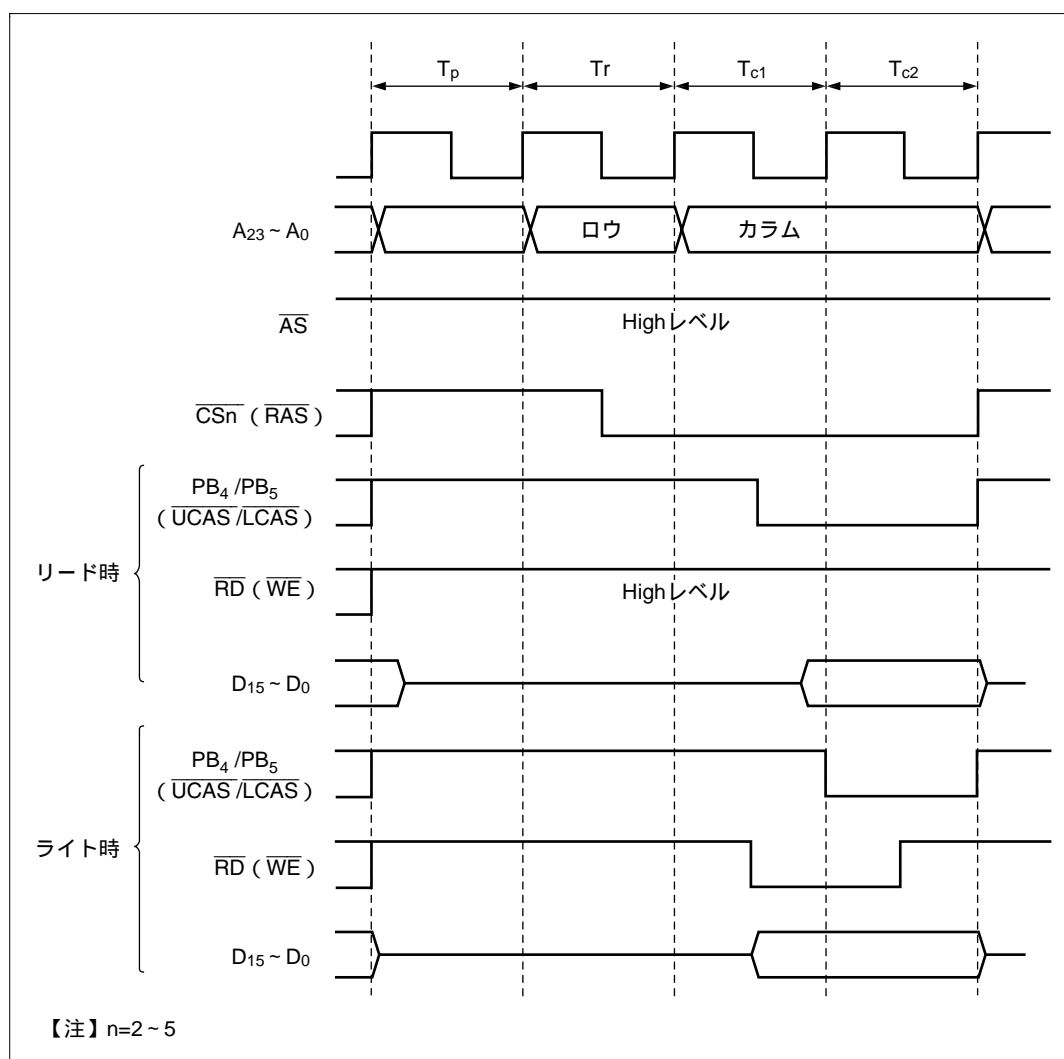 Tp Tr Tc1 Tc2
A23 ~ A0 ロウ カラム
AS Highレベル
CSn ( RAS )
リード時
PB4 /PB5
( UCAS /LCAS )
RD ( WE ) Highレベル
D15 ~ D0
ライト時
PB4 /PB5
( UCAS /LCAS )
RD ( WE )
D15 ~ D0
【注】n=2 ~ 5